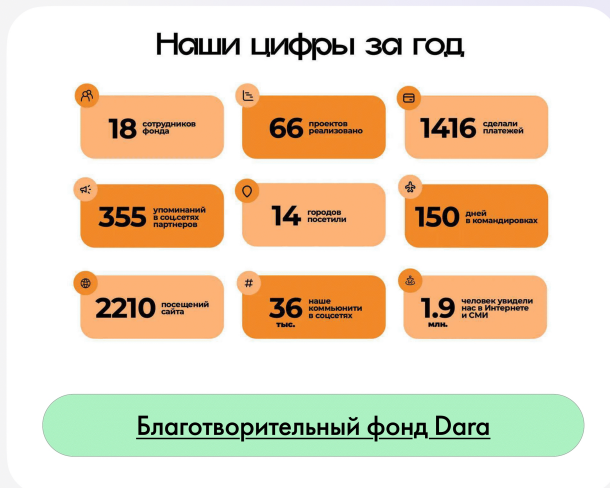 Наши цифры за год
18 сотрудников
фонда
66 проектов
реализовано
1416 сделали
платежей
355 упоминаний
в соц.сетях
партнеров
14 городов
посетили
150 дней
в командировках
2210 посещений
сайта
#
36 тыс. наше
коммьюнити
в соцсетях
1.9 млн. человек увидели
нас в Интернете
и СМИ
Благотворительный фонд Dara